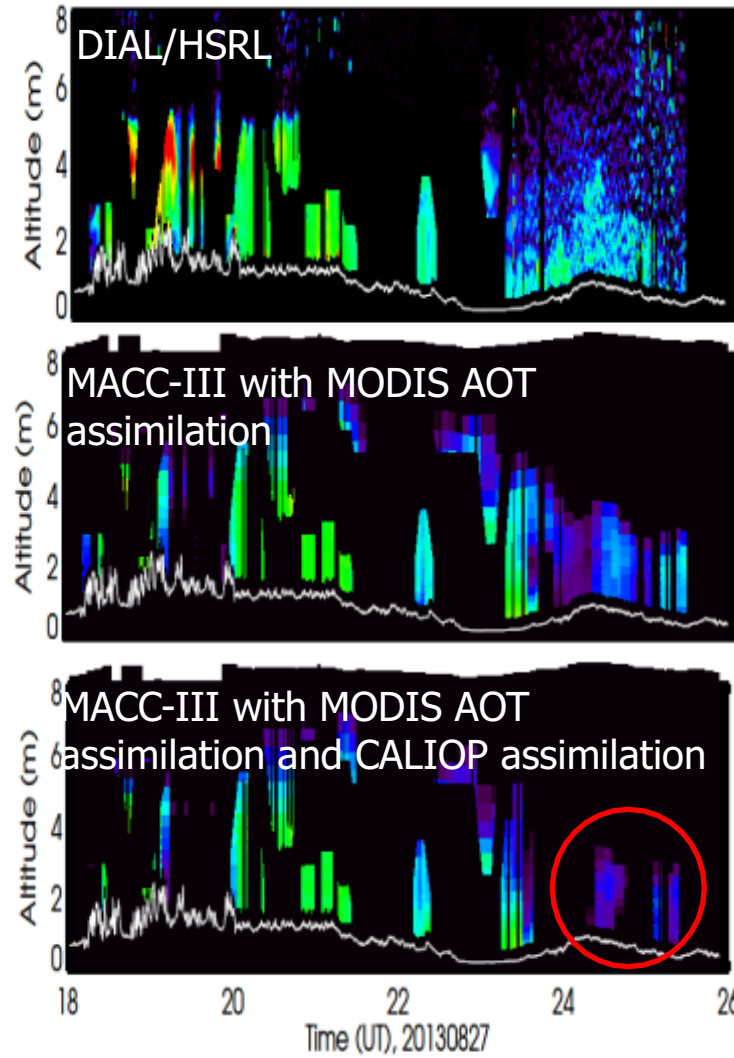 8
DIAL/HSRL
6
4
2
0
Altitude (m)
8
MACC-III with MODIS AOT
assimilation
6
4
2
0
Altitude (m)
8
MACC-III with MODIS AOT
assimilation and CALIOP assimilation
6
4
2
0
Altitude (m)
18 20 22 24 26
Time (UT), 20130827